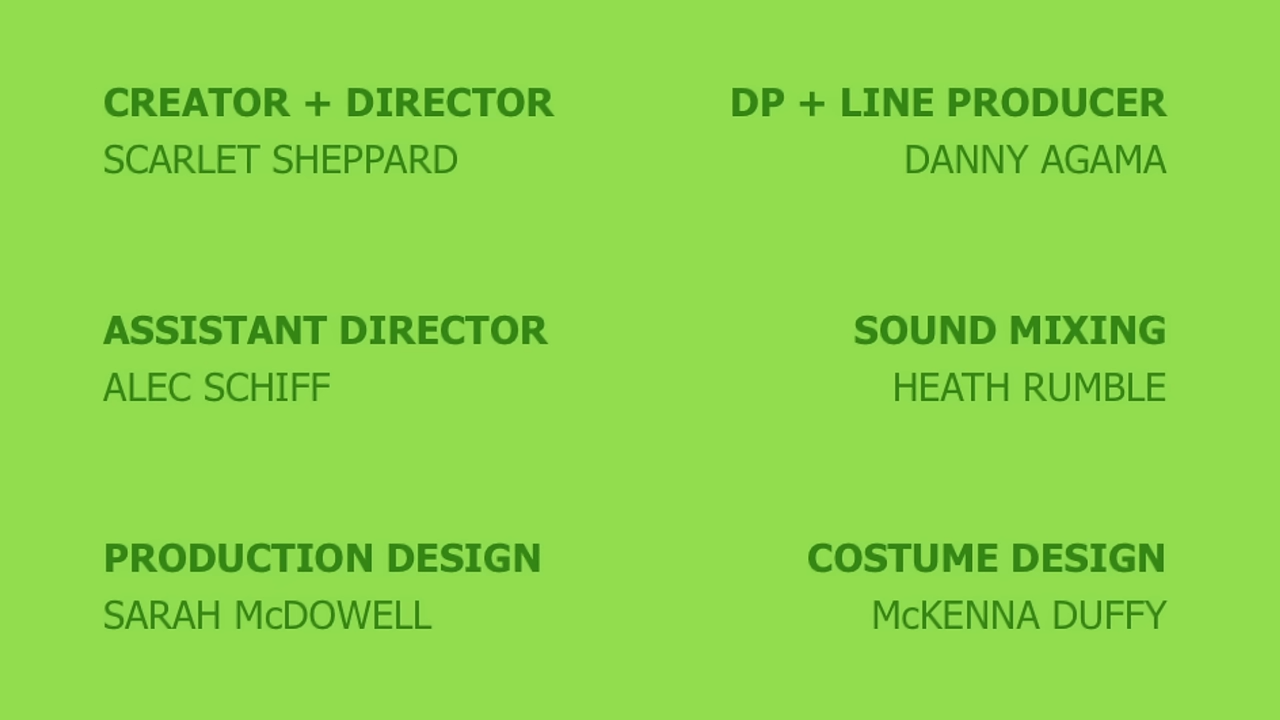 CREATOR + DIRECTOR
SCARLET SHEPPARD
DP + LINE PRODUCER
DANNY AGAMA
ASSISTANT DIRECTOR
ALEC SCHIFF
SOUND MIXING
HEATH RUMBLE
PRODUCTION DESIGN
SARAH McDOWELL
COSTUME DESIGN
McKENNA DUFFY